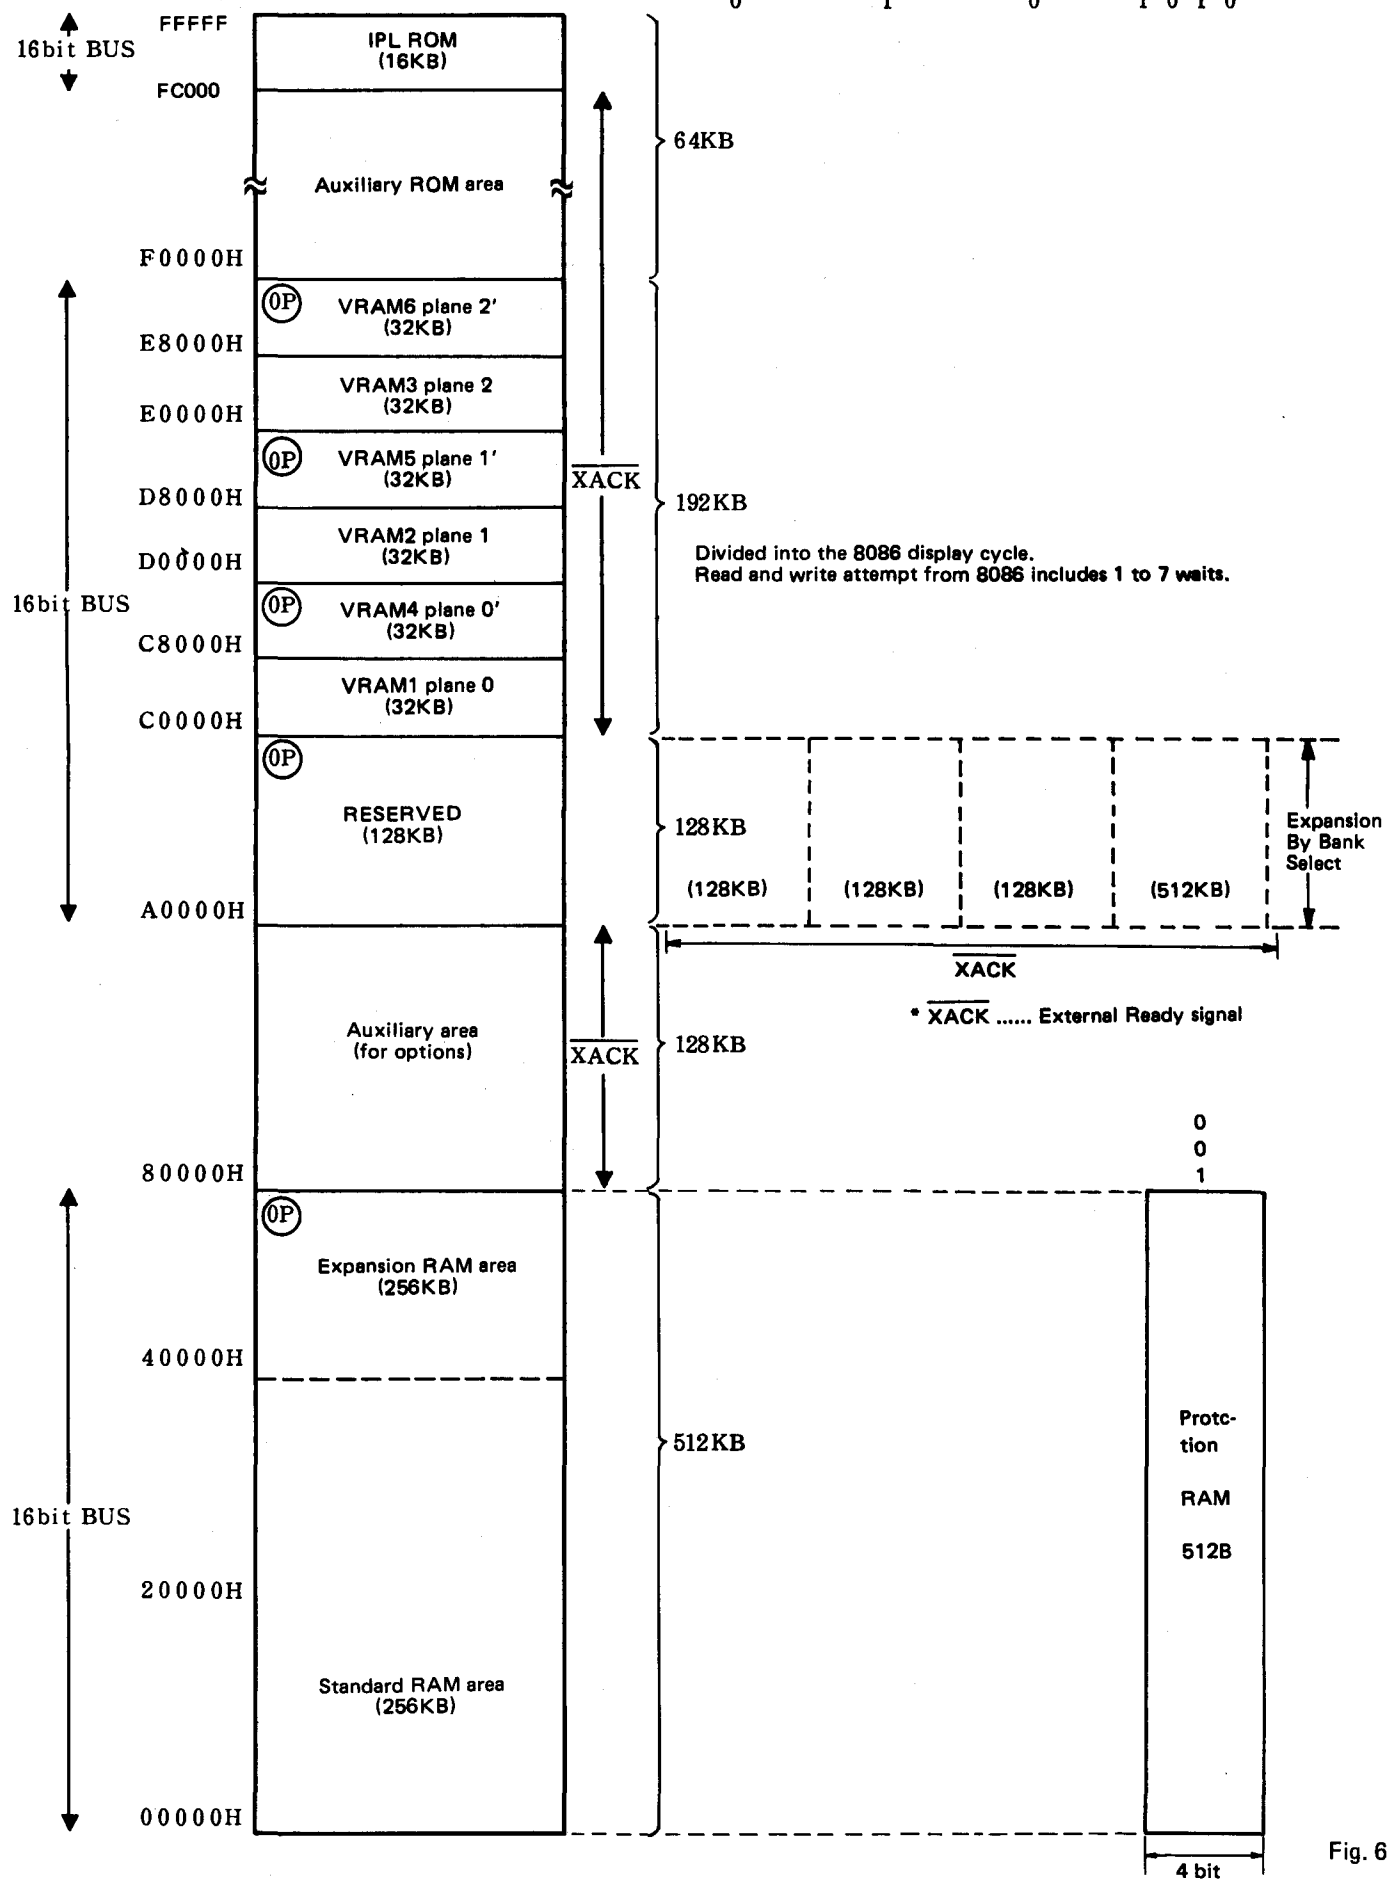 FFFFF
16bit BUS
IPL ROM
(16KB)
FC000
64KB
Auxiliary ROM area
F0000H
0P
VRAM6 plane 2'
(32KB)
E8000H
VRAM3 plane 2
(32KB)
E0000H
0P
VRAM5 plane 1'
(32KB)
XACK
D8000H
192KB
VRAM2 plane 1
(32KB)
D0000H
Divided into the 8086 display cycle.
Read and write attempt from 8086 includes 1 to 7 waits.
16bit BUS
0P
VRAM4 plane 0'
(32KB)
C8000H
VRAM1 plane 0
(32KB)
C0000H
0P
RESERVED
(128KB)
128KB
Expansion
By Bank
Select
(128KB)
(128KB)
(128KB)
(512KB)
A0000H
XACK
* XACK ...... External Ready signal
Auxiliary area
(for options)
XACK
128KB
0
0
1
80000H
0P
Expansion RAM area
(256KB)
40000H
512KB
Protc-
tion
RAM
512B
16bit BUS
20000H
Standard RAM area
(256KB)
00000H
4 bit
Fig. 6